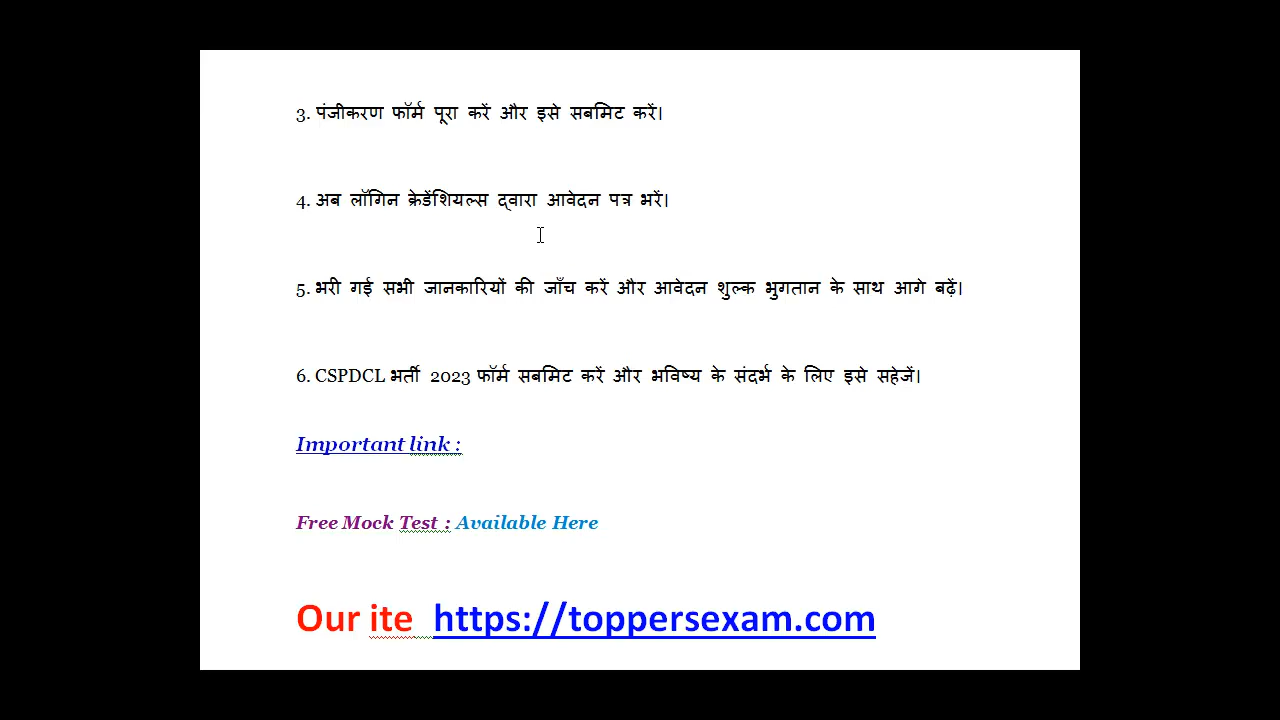 3. पंजीकरण फॉर्म पूरा करें और इसे सबमिट करें।
4. अब लॉगिन क्रेडेंशियल्स द्वारा आवेदन पत्र भरें।
5. भरी गई सभी जानकारियों की जाँच करें और आवेदन शुल्क भुगतान के साथ आगे बढ़ें।
6. CSPDCL भर्ती 2023 फॉर्म सबमिट करें और भविष्य के संदर्भ के लिए इसे सहेजें।
Important link :
Free Mock Test : Available Here
Our ite https://toppersexam.com